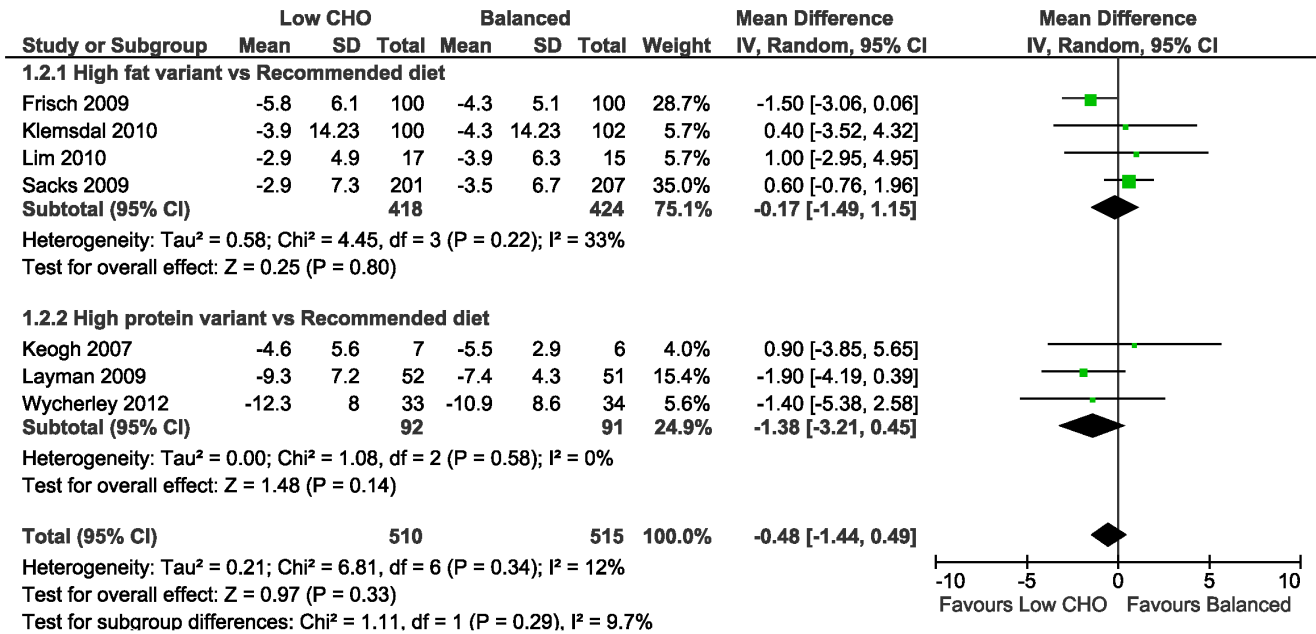 Low CHO Balanced Mean Difference Mean Difference
Study or Subgroup Mean SD Total Mean SD Total Weight IV, Random, 95% CI IV, Random, 95% CI
1.2.1 High fat variant vs Recommended diet
Frisch 2009 -5.8 6.1 100 -4.3 5.1 100 28.7% -1.50 [-3.06, 0.06]
Klemsdal 2010 -3.9 14.23 100 -4.3 14.23 102 5.7% 0.40 [-3.52, 4.32]
Lim 2010 -2.9 4.9 17 -3.9 6.3 15 5.7% 1.00 [-2.95, 4.95]
Sacks 2009 -2.9 7.3 201 -3.5 6.7 207 35.0% 0.60 [-0.76, 1.96]
Subtotal (95% CI) 418 424 75.1% -0.17 [-1.49, 1.15]
Heterogeneity: Tau² = 0.58; Chi² = 4.45, df = 3 (P = 0.22); I² = 33%
Test for overall effect: Z = 0.25 (P = 0.80)
1.2.2 High protein variant vs Recommended diet
Keogh 2007 -4.6 5.6 7 -5.5 2.9 6 4.0% 0.90 [-3.85, 5.65]
Layman 2009 -9.3 7.2 52 -7.4 4.3 51 15.4% -1.90 [-4.19, 0.39]
Wycherley 2012 -12.3 8 33 -10.9 8.6 34 5.6% -1.40 [-5.38, 2.58]
Subtotal (95% CI) 92 91 24.9% -1.38 [-3.21, 0.45]
Heterogeneity: Tau² = 0.00; Chi² = 1.08, df = 2 (P = 0.58); I² = 0%
Test for overall effect: Z = 1.48 (P = 0.14)
Total (95% CI) 510 515 100.0% -0.48 [-1.44, 0.49]
Heterogeneity: Tau² = 0.21; Chi² = 6.81, df = 6 (P = 0.34); I² = 12%
Test for overall effect: Z = 0.97 (P = 0.33)
Test for subgroup differences: Chi² = 1.11, df = 1 (P = 0.29), I² = 9.7%
-10 -5 0 5 10
Favours Low CHO Favours Balanced